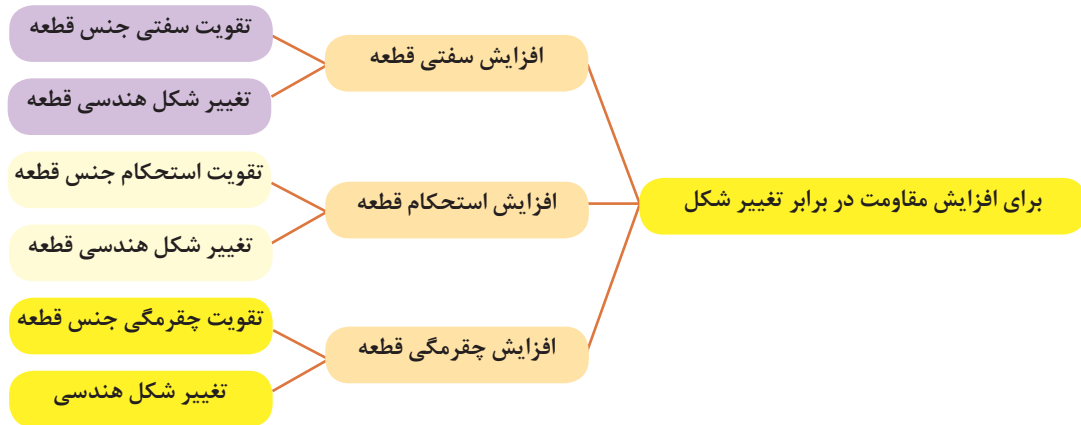 برای افزایش مقاومت در برابر تغییر شکل
افزایش سفتی قطعه
تقویت سفتی جنس قطعه
تغییر شکل هندسی قطعه
افزایش استحکام قطعه
تقویت استحکام جنس قطعه
تغییر شکل هندسی قطعه
افزایش چقرمگی قطعه
تقویت چقرمگی جنس قطعه
تغییر شکل هندسی